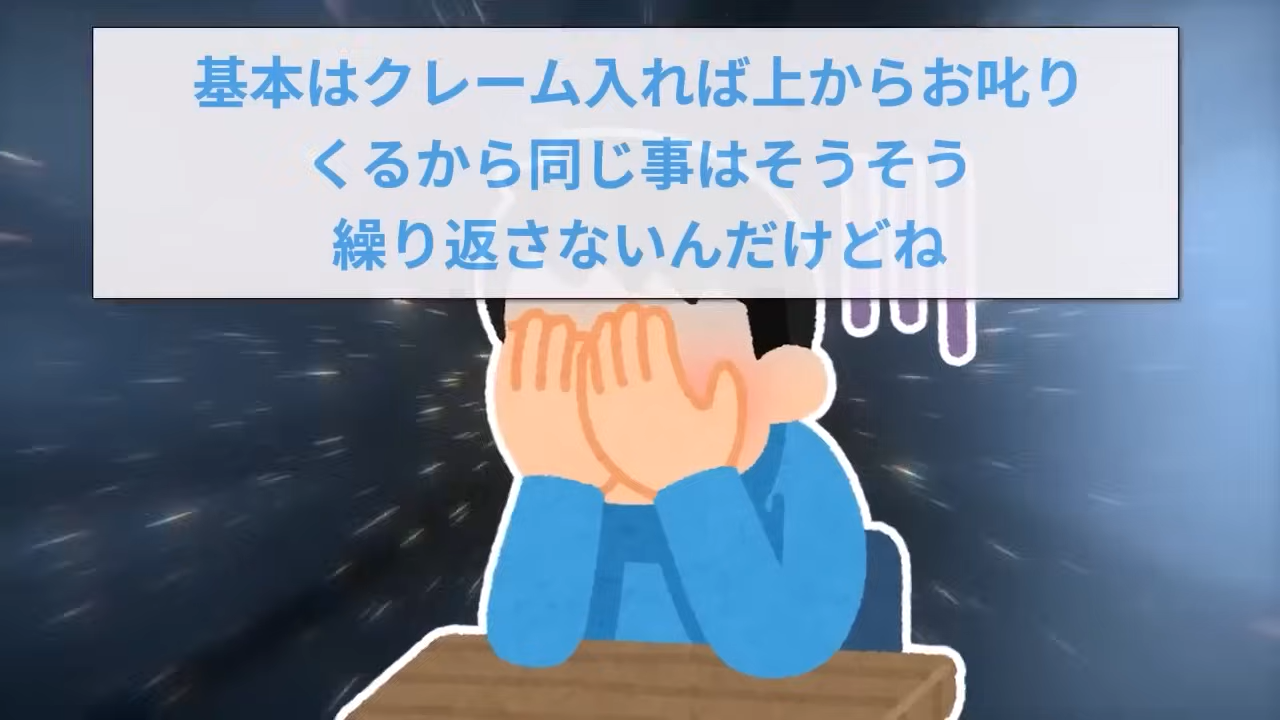 基本はクレーム入れば上からお叱り
くるから同じ事はそうそう
繰り返さないんだけどね